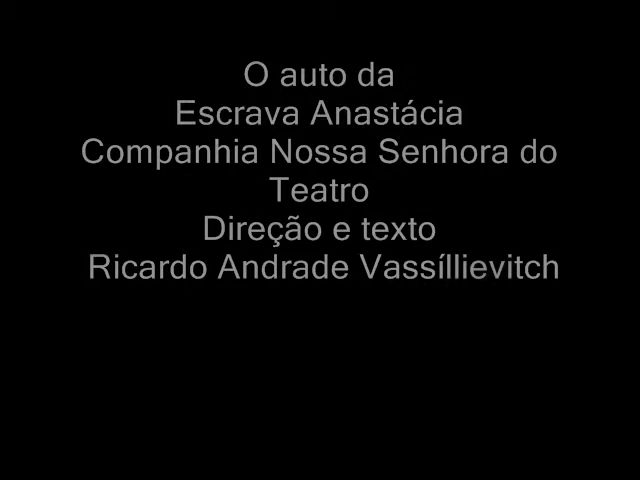 O auto da
Escrava Anastácia
Companhia Nossa Senhora do
Teatro
Direção e texto
Ricardo Andrade Vassíllievitch